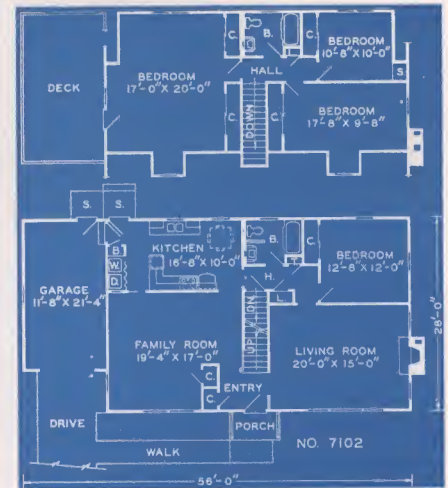 C.
B.
C.
BEDROOM
10'-8"X10'-0"
BEDROOM
17'-0"X 20'-0"
HALL
S.
DECK
C.
DOWN
C.
BEDROOM
17'-8"X 9'-8"
S.
S.
KITCHEN
16'-8"X 10'-0"
B.
C.
B.
W.
D.
BEDROOM
12'-8"X 12'-0"
H.
GARAGE
11'-8"X 21'-4"
L.
UP
DN.
28'-0"
FAMILY ROOM
19'-4"X 17'-0"
LIVING ROOM
20'-0"X 15'-0"
C.
C.
ENTRY
DRIVE
PORCH
WALK
NO. 7102
56'-0"